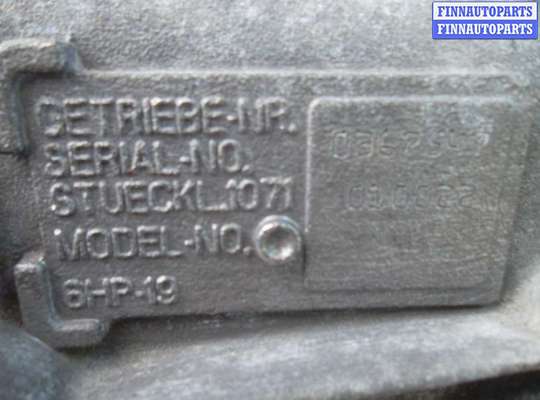 FINNAUTOPARTS
FINNAUTOPARTS
GETRIEBE-NR.
SERIAL-NO.
STUECKL.1071
MODEL-NO.
6HP-19